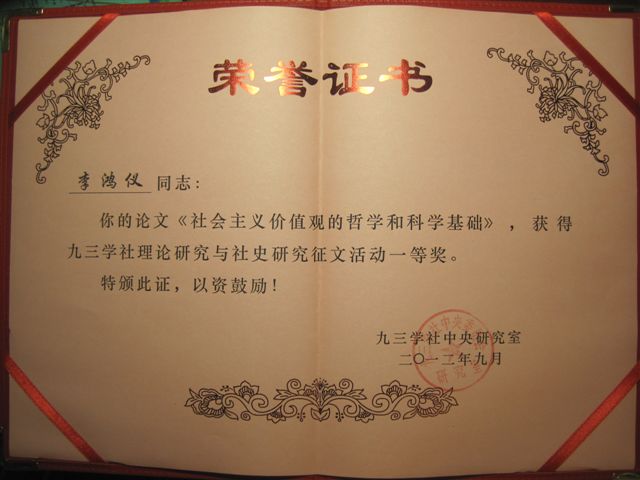 荣誉证书
李鸿仪 同志：
你的论文《社会主义价值观的哲学和科学基础》，获得
九三学社理论研究与社史研究征文活动一等奖。
特颁此证，以资鼓励！
九三学社中央研究室
二〇一二年九月
研究室